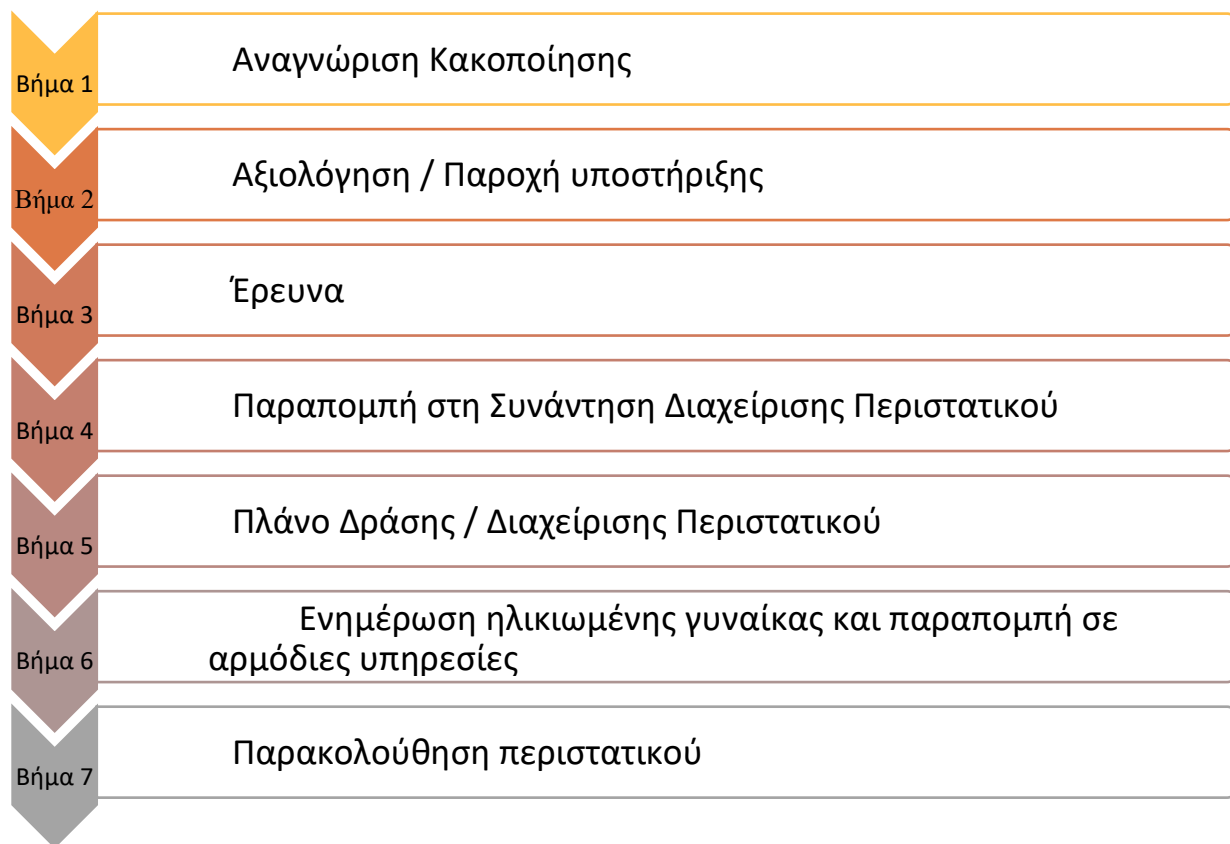 Βήμα 1
Αναγνώριση Κακοποίησης
Βήμα 2
Αξιολόγηση / Παροχή υποστήριξης
Βήμα 3
Έρευνα
Βήμα 4
Παραπομπή στη Συνάντηση Διαχείρισης Περιστατικού
Βήμα 5
Πλάνο Δράσης / Διαχείρισης Περιστατικού
Βήμα 6
Ενημέρωση ηλικιωμένης γυναίκας και παραπομπή σε
αρμόδιες υπηρεσίες
Βήμα 7
Παρακολούθηση περιστατικού